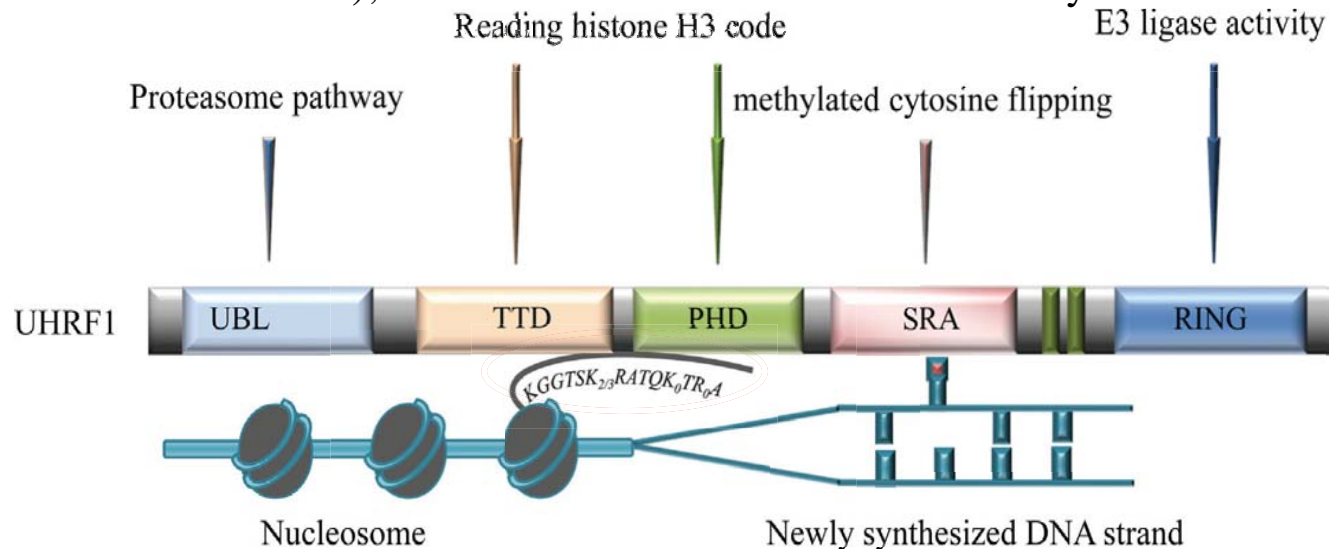 Reading histone H3 code
E3 ligase activity
Proteasome pathway
methylated cytosine flipping
UHRF1
UBL
TTD
PHD
SRA
RING
KGGTSK2/3RATQK0TR0A
Nucleosome
Newly synthesized DNA strand